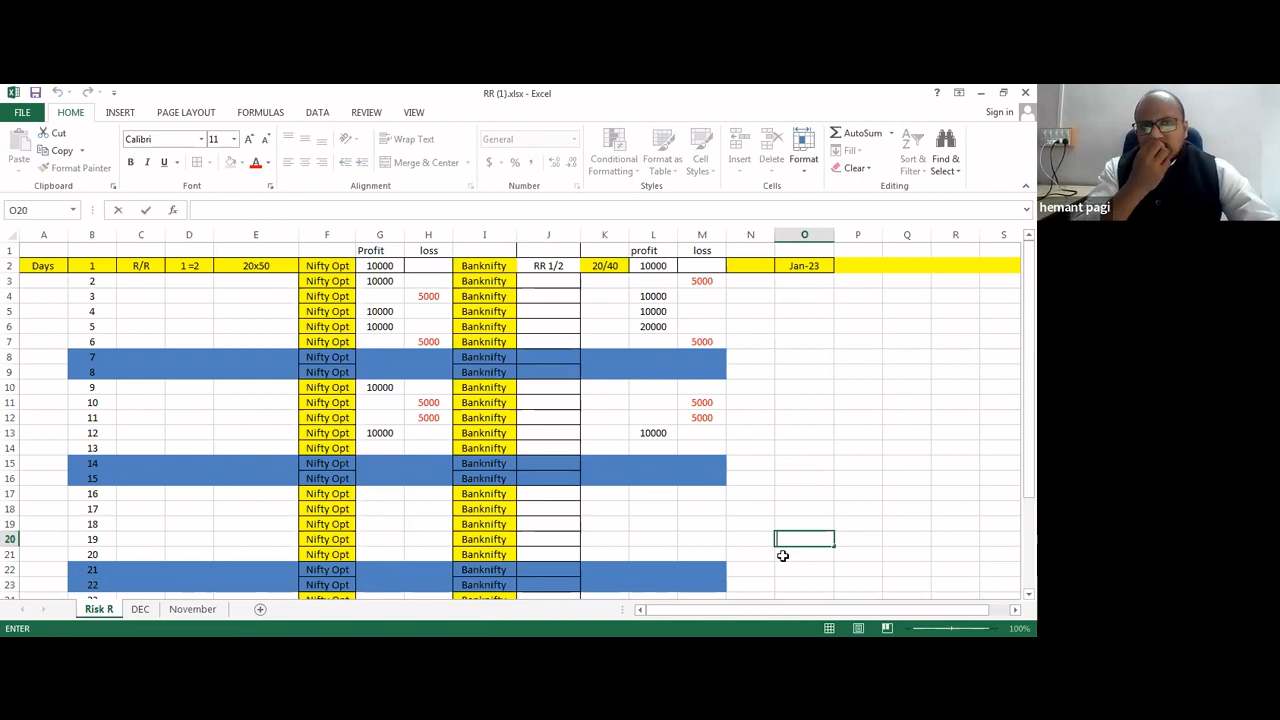 RR (1).xlsx - Excel
Sign in
FILE HOME INSERT PAGE LAYOUT FORMULAS DATA REVIEW VIEW
Paste Cut Copy Format Painter Clipboard
Calibri 11 B I U A A Font
Wrap Text Merge & Center Alignment
General $ % , Number
Conditional Formatting Format as Table Cell Styles Styles
Insert Delete Format Cells
AutoSum Fill Clear Sort & Filter Find & Select Editing
hemant pagi
O20 fx
A B C D E F G H I J K L M N O P Q R S
1 Profit loss profit loss
2 Days 1 R/R 1 =2 20x50 Nifty Opt 10000 Banknifty RR 1/2 20/40 10000 Jan-23
3 2 Nifty Opt 10000 Banknifty 5000
4 3 Nifty Opt 5000 Banknifty 10000
5 4 Nifty Opt 10000 Banknifty 10000
6 5 Nifty Opt 10000 Banknifty 20000
7 6 Nifty Opt 5000 Banknifty 5000
8 7 Nifty Opt Banknifty
9 8 Nifty Opt Banknifty
10 9 Nifty Opt 10000 Banknifty
11 10 Nifty Opt 5000 Banknifty 5000
12 11 Nifty Opt 5000 Banknifty 5000
13 12 Nifty Opt 10000 Banknifty 10000
14 13 Nifty Opt Banknifty
15 14 Nifty Opt Banknifty
16 15 Nifty Opt Banknifty
17 16 Nifty Opt Banknifty
18 17 Nifty Opt Banknifty
19 18 Nifty Opt Banknifty
20 19 Nifty Opt Banknifty
21 20 Nifty Opt Banknifty
22 21 Nifty Opt Banknifty
23 22 Nifty Opt Banknifty
Risk R DEC November
ENTER 100%